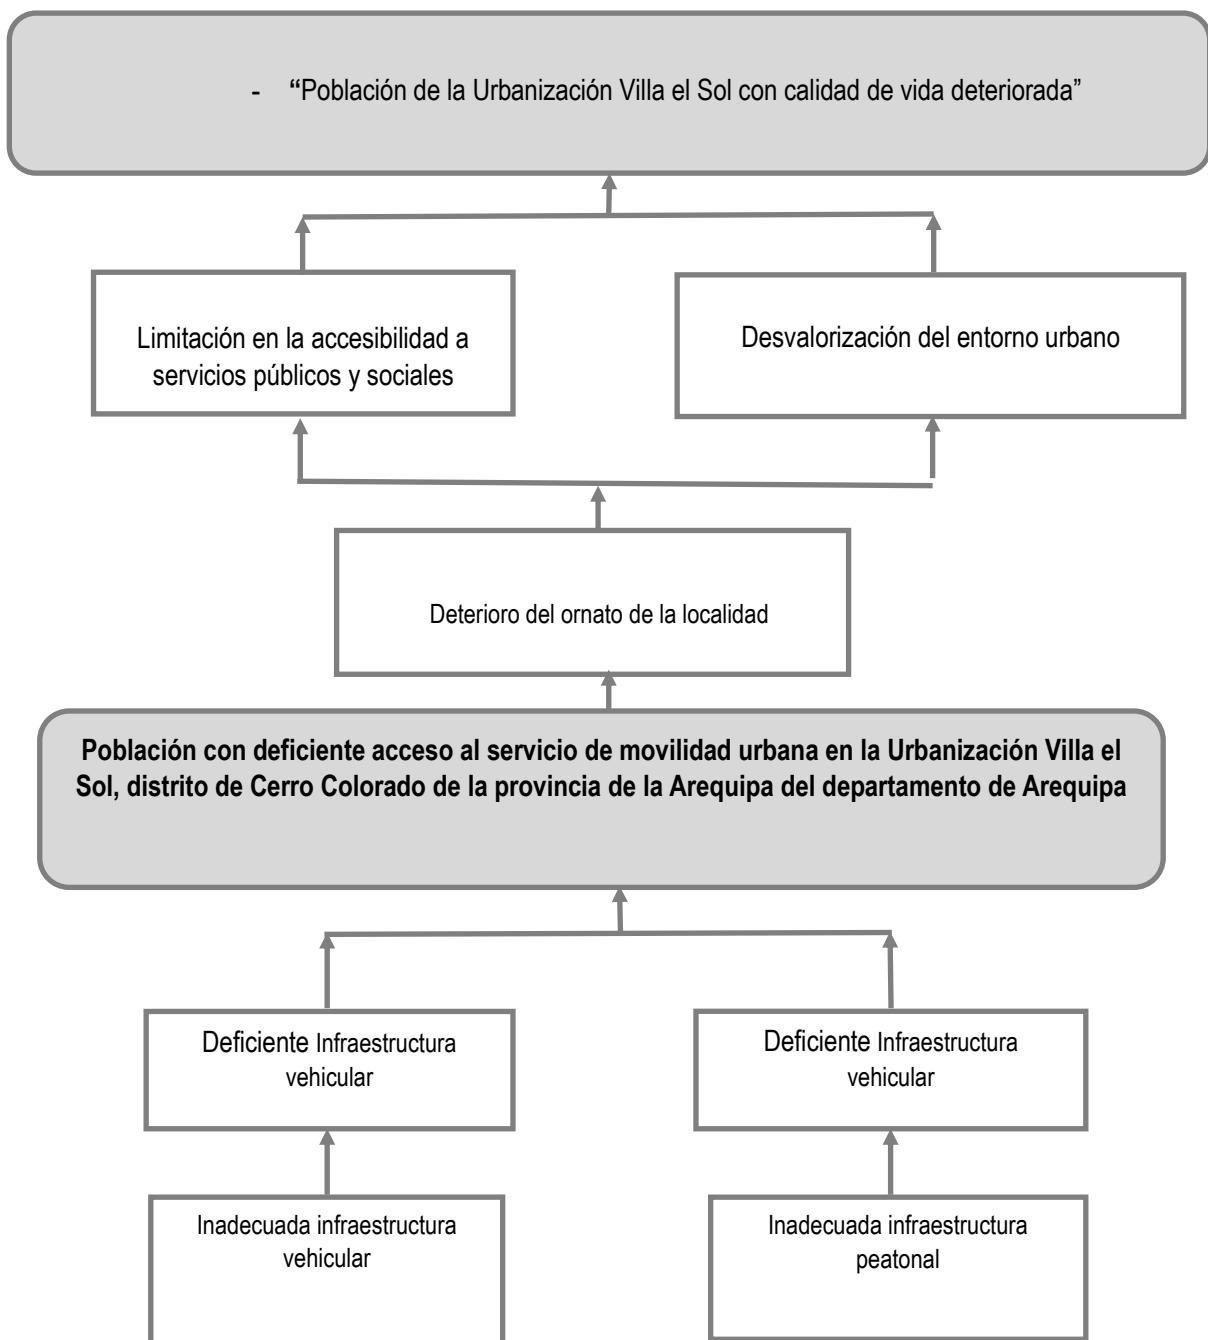 - “Población de la Urbanización Villa el Sol con calidad de vida deteriorada”
Limitación en la accesibilidad a
servicios públicos y sociales
Desvalorización del entorno urbano
Deterioro del ornato de la localidad
Población con deficiente acceso al servicio de movilidad urbana en la Urbanización Villa el
Sol, distrito de Cerro Colorado de la provincia de la Arequipa del departamento de Arequipa
Deficiente Infraestructura
vehicular
Deficiente Infraestructura
vehicular
Inadecuada infraestructura
vehicular
Inadecuada infraestructura
peatonal